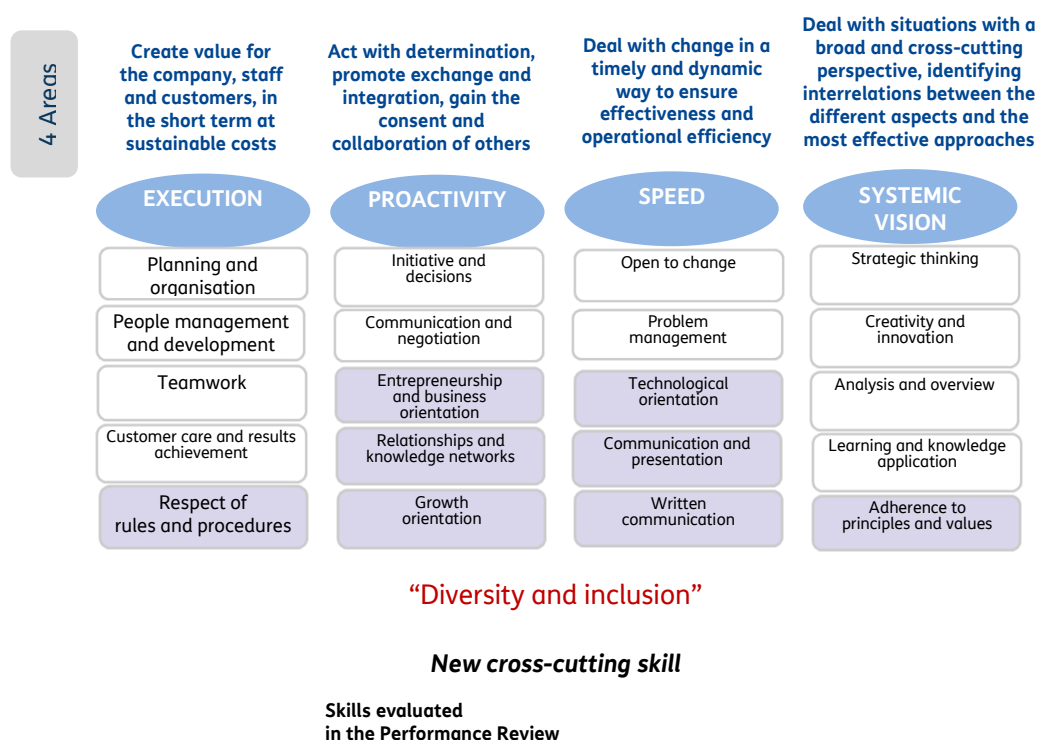 4 Areas
Create value for
the company, staff
and customers, in
the short term at
sustainable costs
Act with determination,
promote exchange and
integration, gain the
consent and
collaboration of others
Deal with change in a
timely and dynamic
way to ensure
effectiveness and
operational efficiency
Deal with situations with a
broad and cross-cutting
perspective, identifying
interrelations between the
different aspects and the
most effective approaches
EXECUTION
PROACTIVITY
SPEED
SYSTEMIC
VISION
Planning and
organisation
People management
and development
Teamwork
Customer care and results
achievement
Respect of
rules and procedures
Initiative and
decisions
Communication and
negotiation
Entrepreneurship
and business
orientation
Relationships and
knowledge networks
Growth
orientation
Open to change
Problem
management
Technological
orientation
Communication and
presentation
Written
communication
Strategic thinking
Creativity and
innovation
Analysis and overview
Learning and knowledge
application
Adherence to
principles and values
“Diversity and inclusion”
New cross-cutting skill
Skills evaluated
in the Performance Review